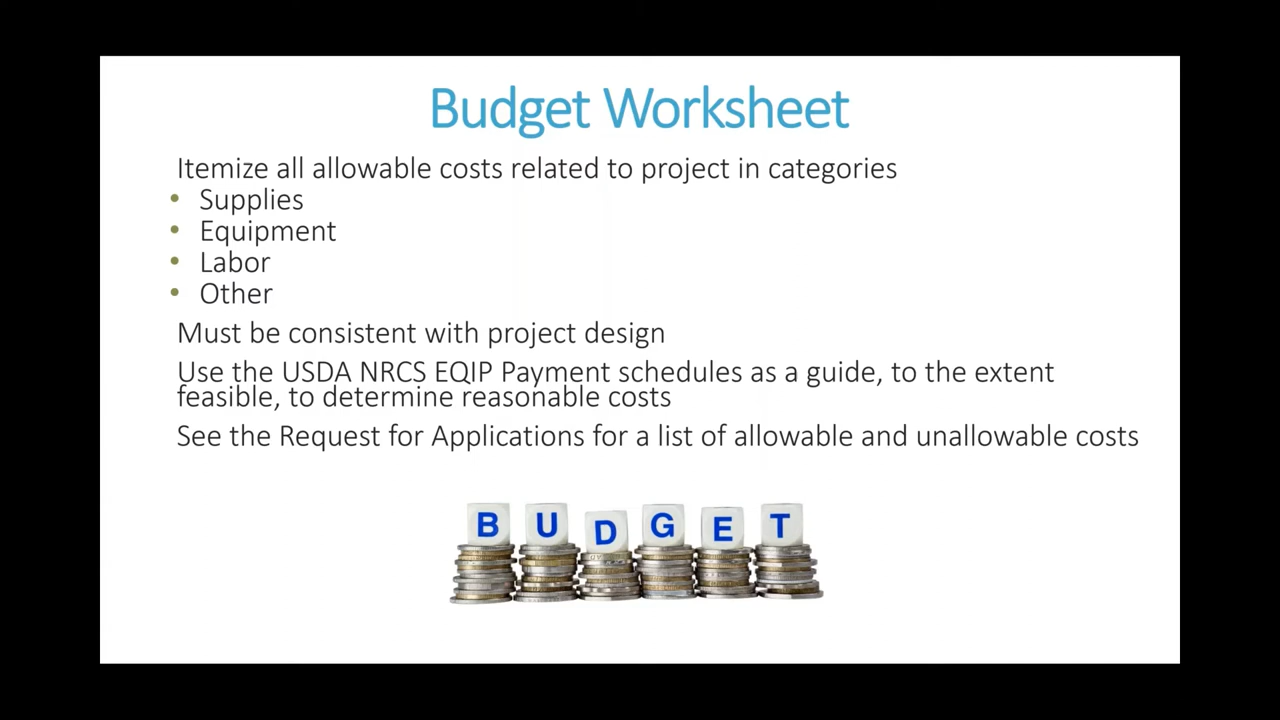 Budget Worksheet
Itemize all allowable costs related to project in categories
• Supplies
• Equipment
• Labor
• Other
Must be consistent with project design
Use the USDA NRCS EQIP Payment schedules as a guide, to the extent
feasible, to determine reasonable costs
See the Request for Applications for a list of allowable and unallowable costs
BUDGET